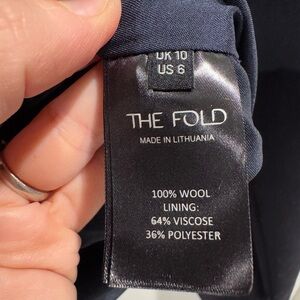 UK 10
US 6
THE FOLD
MADE IN LITHUANIA
100% WOOL
LINING:
64% VISCOSE
36% POLYESTER